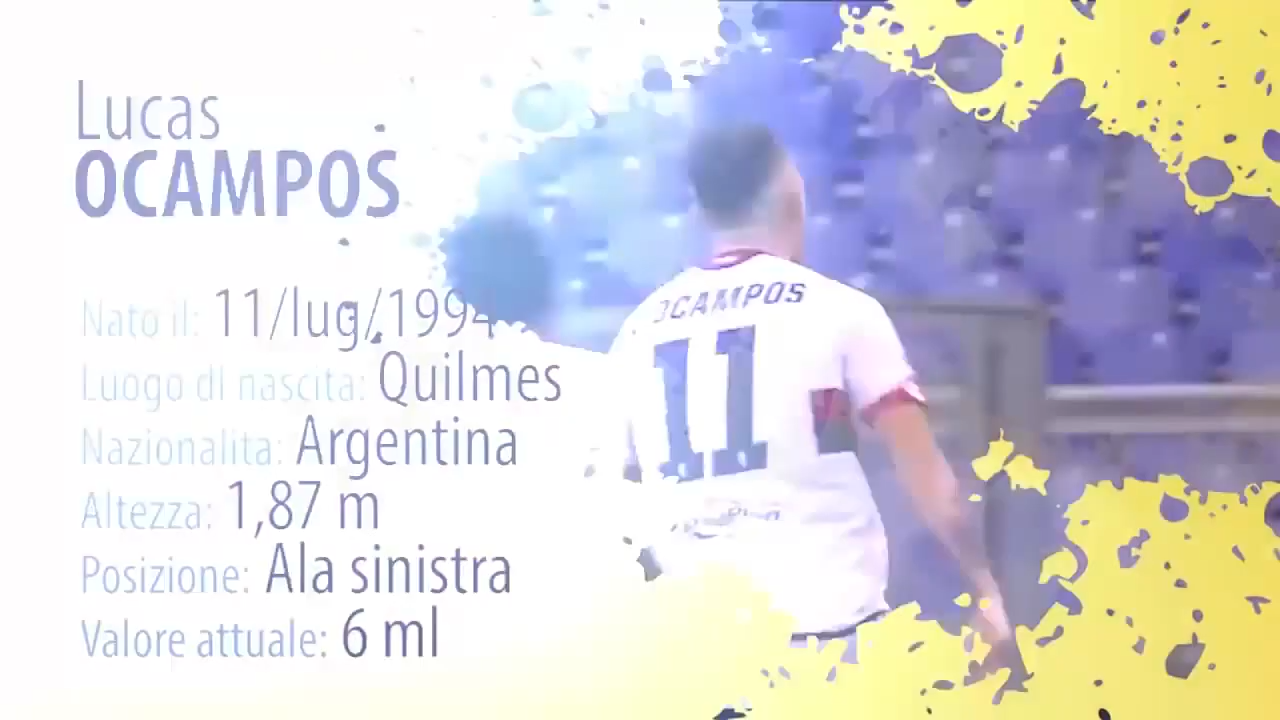 Lucas
OCAMPOS
Nato il: 11/lug/1994
Luogo di nascita: Quilmes
Nazionalita: Argentina
Altezza: 1,87 m
Posizione: Ala sinistra
Valore attuale: 6 ml
OCAMPOS
11